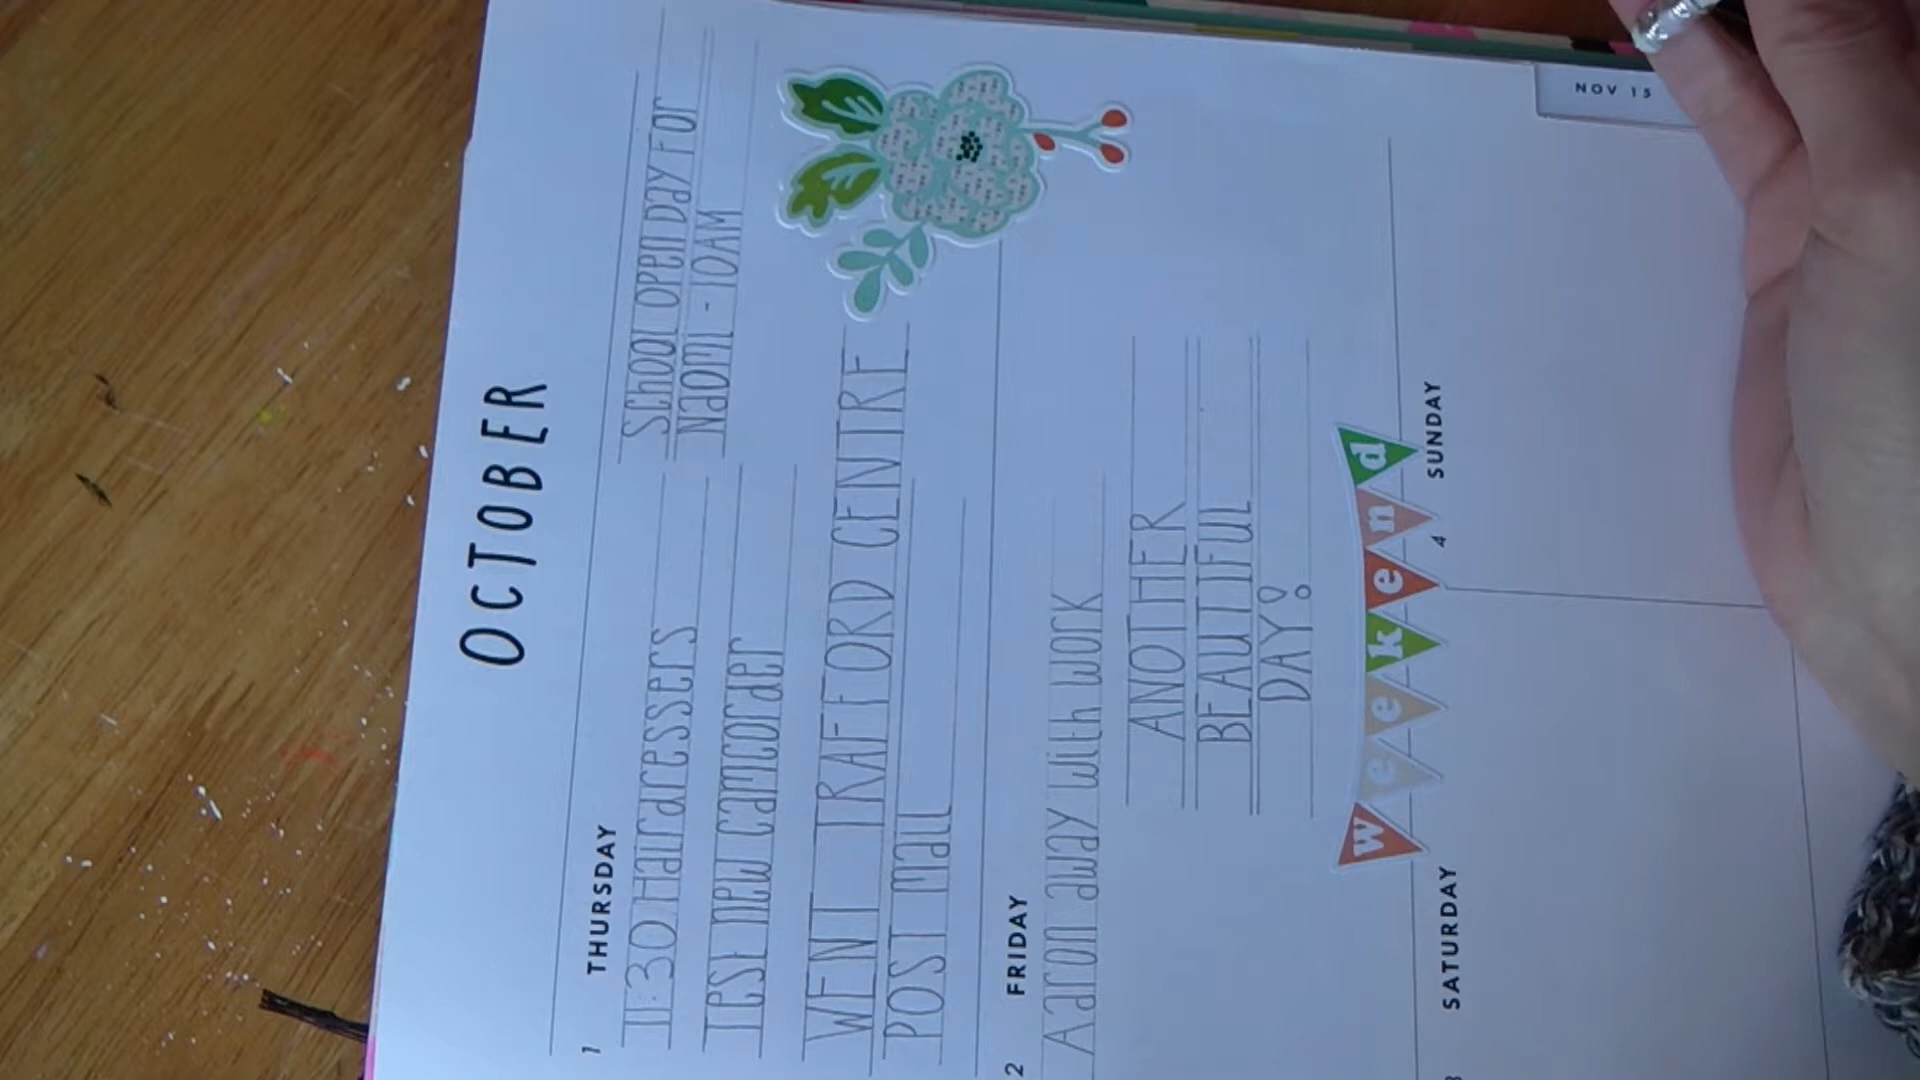 OCTOBER
NOV 15
1 THURSDAY
11:30 Hairdressers
Test new camcorder
School open day for
Naomi - 10AM
WENT TRAFFORD CENTRE
POST Mail
2 FRIDAY
Aaron away with work
ANOTHER
BEAUTIFUL
DAY!
weekend
SATURDAY
4 SUNDAY